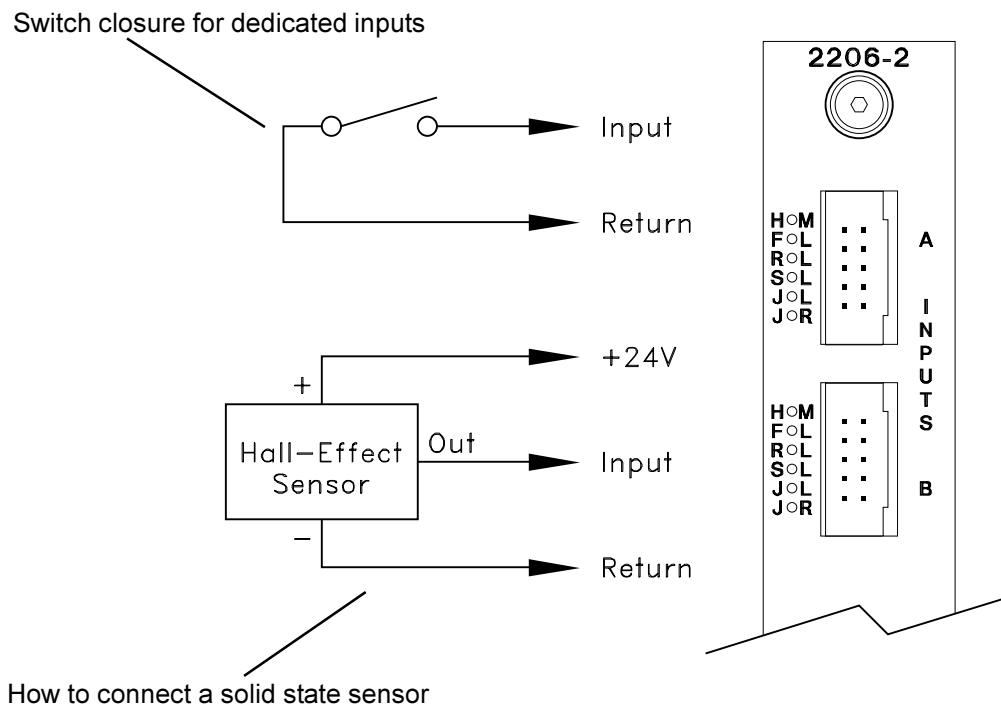 Switch closure for dedicated inputs
Input
Return
+24V
+
Hall-Effect
Sensor
Out
Input
-
Return
How to connect a solid state sensor
2206-2
H○M
F○L
R○L
S○L
J○L
J○R
A
INPUTS
H○M
F○L
R○L
S○L
J○L
J○R
B